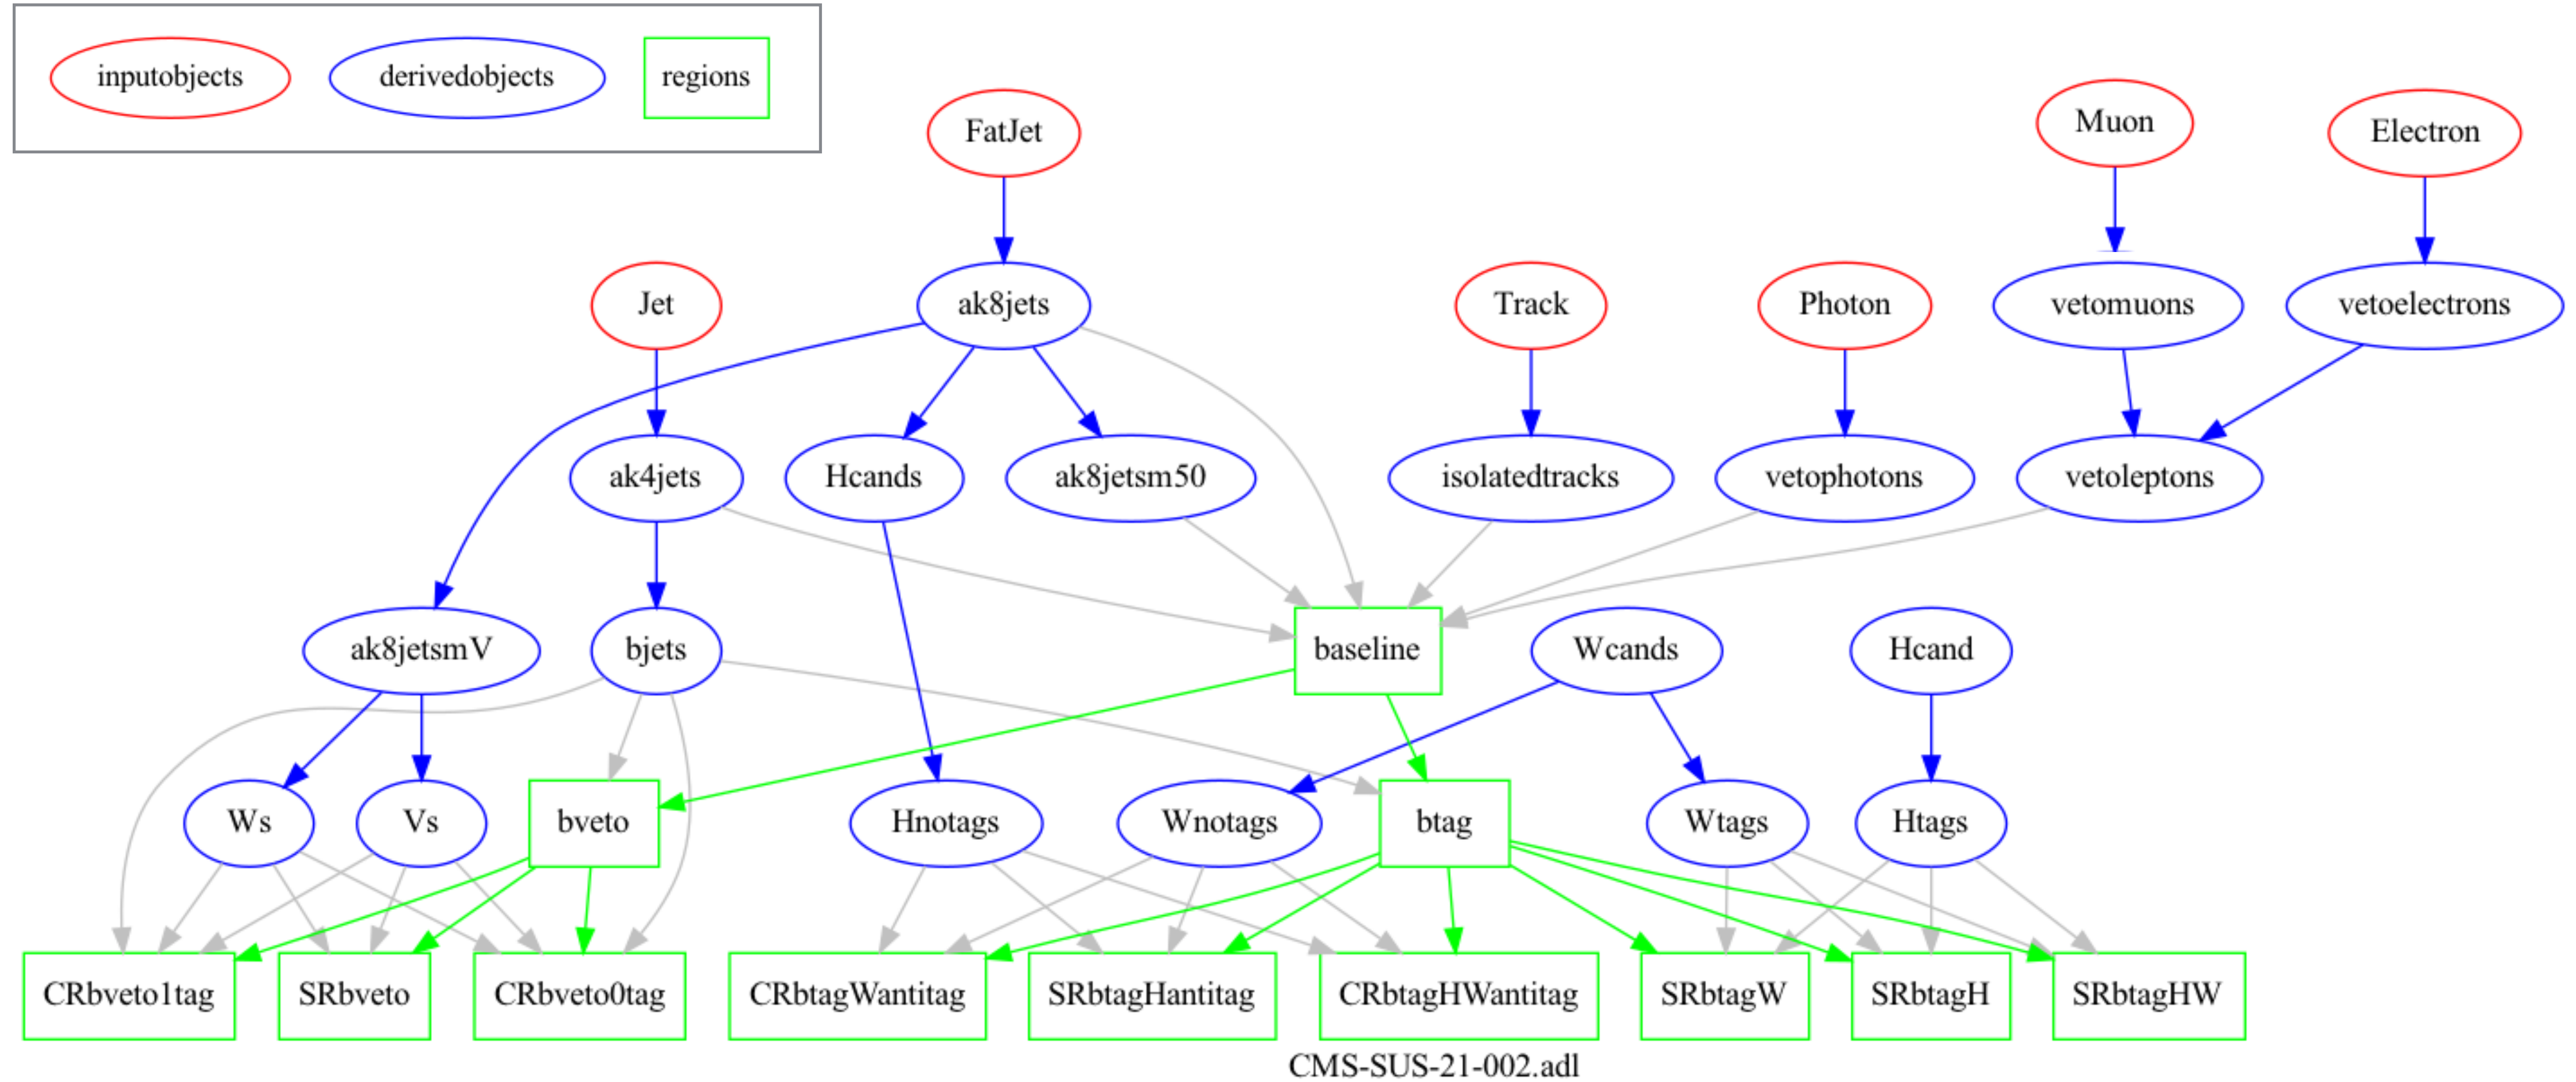 inputobjects
derivedobjects
regions
FatJet
Muon
Electron
Jet
ak8jets
Track
Photon
vetomuons
vetoelectrons
ak4jets
Hcands
ak8jetsm50
isolatedtracks
vetophotons
vetoleptons
ak8jetsmV
bjets
baseline
Wcands
Hcand
Ws
Vs
bveto
Hnotags
Wnotags
btag
Wtags
Htags
CRbveto1tag
SRbveto
CRbveto0tag
CRbtagWantitag
SRbtagHantitag
CRbtagHWantitag
SRbtagW
SRbtagH
SRbtagHW
CMS-SUS-21-002.adl